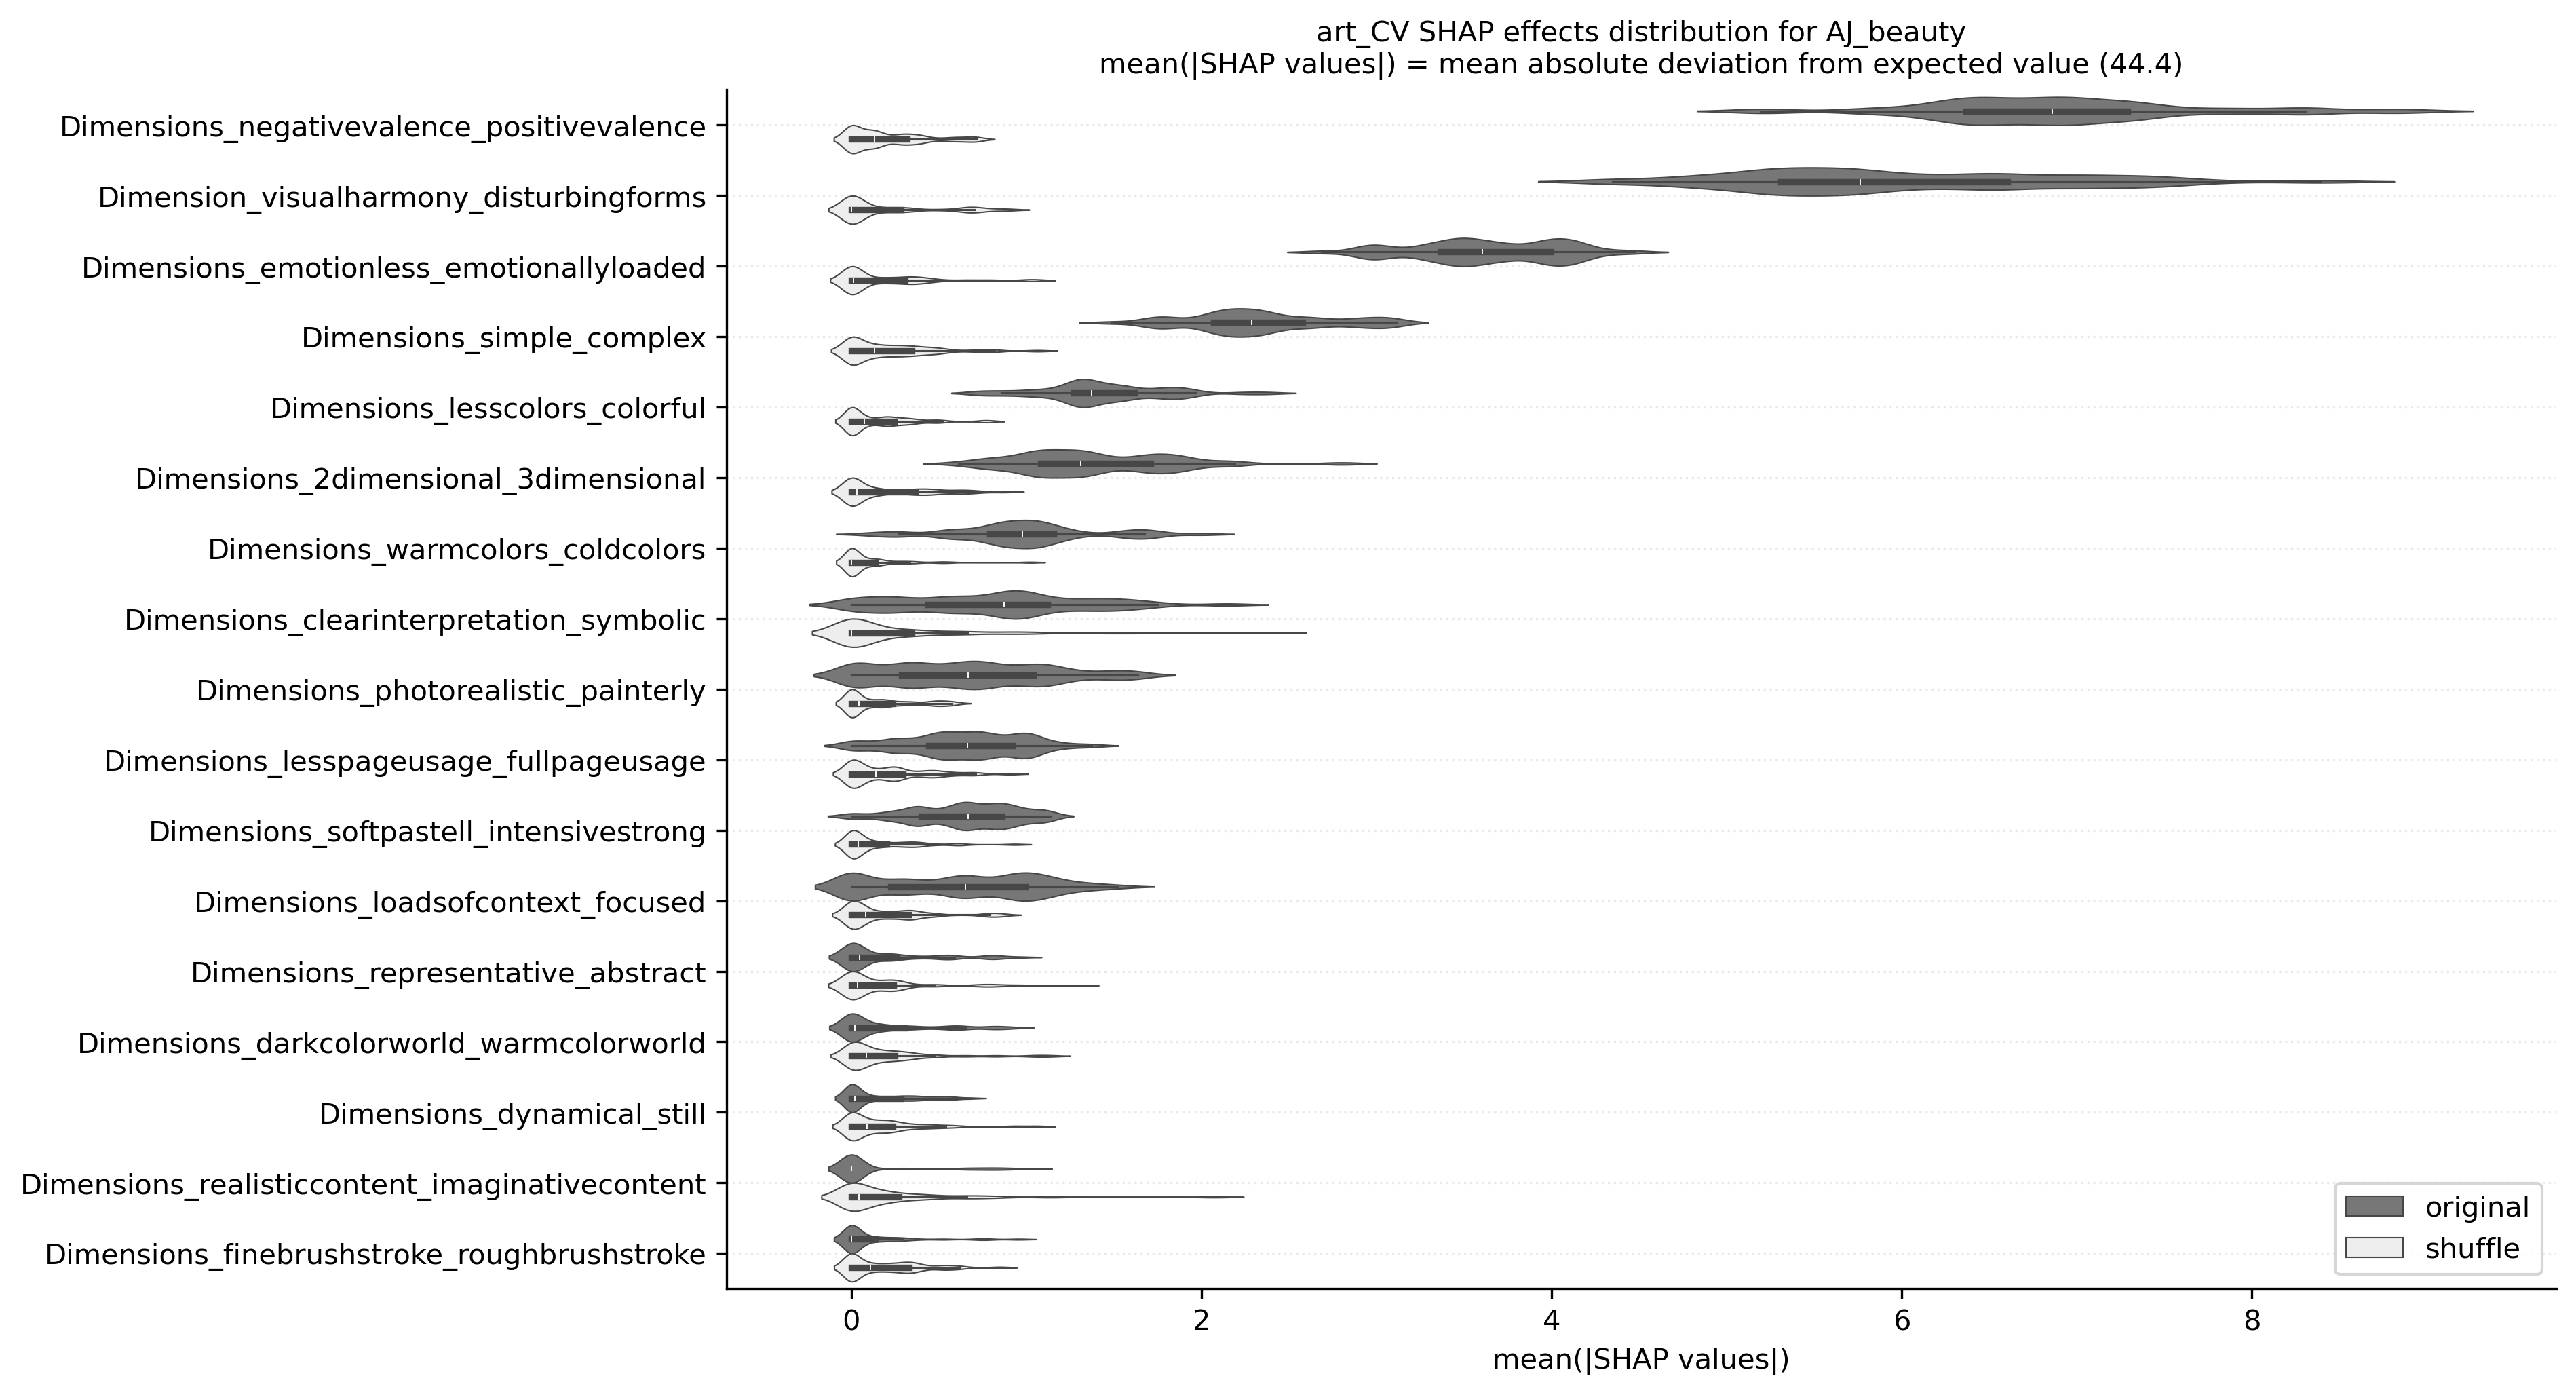 art_CV SHAP effects distribution for AJ_beauty
mean(|SHAP values|) = mean absolute deviation from expected value (44.4)
Dimensions_negativevalence_positivevalence
Dimension_visualharmony_disturbingforms
Dimensions_emotionless_emotionallyloaded
Dimensions_simple_complex
Dimensions_lesscolors_colorful
Dimensions_2dimensional_3dimensional
Dimensions_warmcolors_coldcolors
Dimensions_clearinterpretation_symbolic
Dimensions_photorealistic_painterly
Dimensions_lesspageusage_fullpageusage
Dimensions_softpastell_intensivestrong
Dimensions_loadsofcontext_focused
Dimensions_representative_abstract
Dimensions_darkcolorworld_warmcolorworld
Dimensions_dynamical_still
Dimensions_realisticcontent_imaginativecontent
Dimensions_finebrushstroke_roughbrushstroke
original
shuffle
0 2 4 6 8
mean(|SHAP values|)